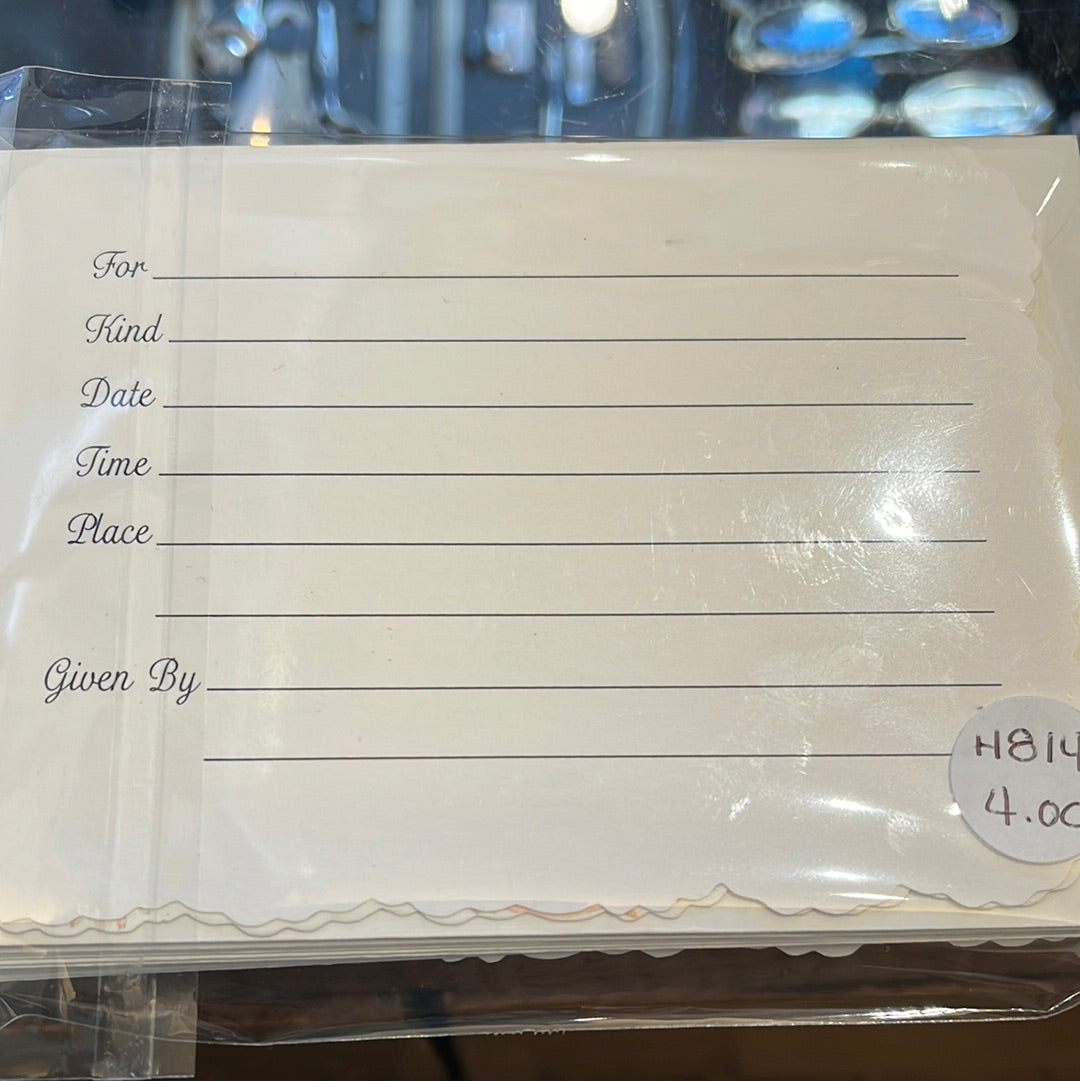 For
Kind
Date
Time
Place
Given By
H814
4.00